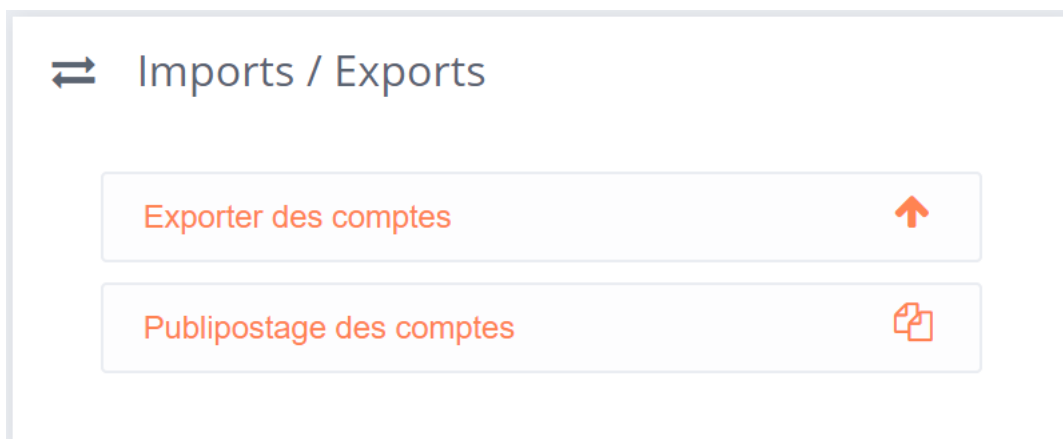 Imports / Exports
Exporter des comptes
Publipostage des comptes